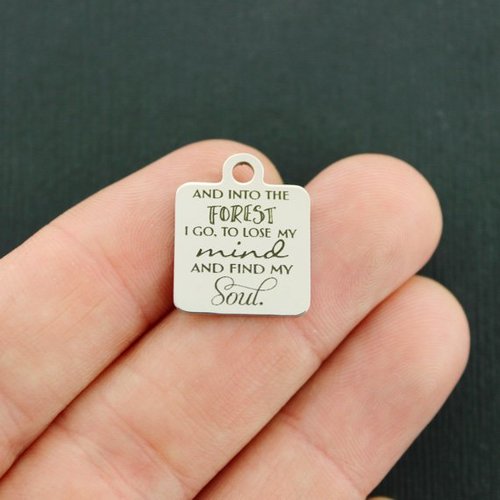 AND INTO THE
FOREST
I GO, TO LOSE MY
mind
AND FIND MY
Soul.